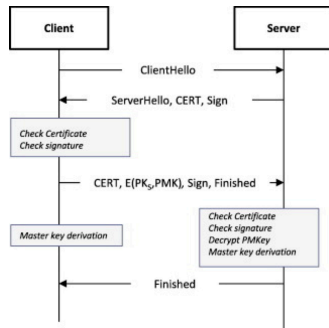 Client
Server
ClientHello
ServerHello, CERT, Sign
Check Certificate
Check signature
CERT, E(PKS,PMK), Sign, Finished
Check Certificate
Check signature
Decrypt PMKey
Master key derivation
Master key derivation
Finished